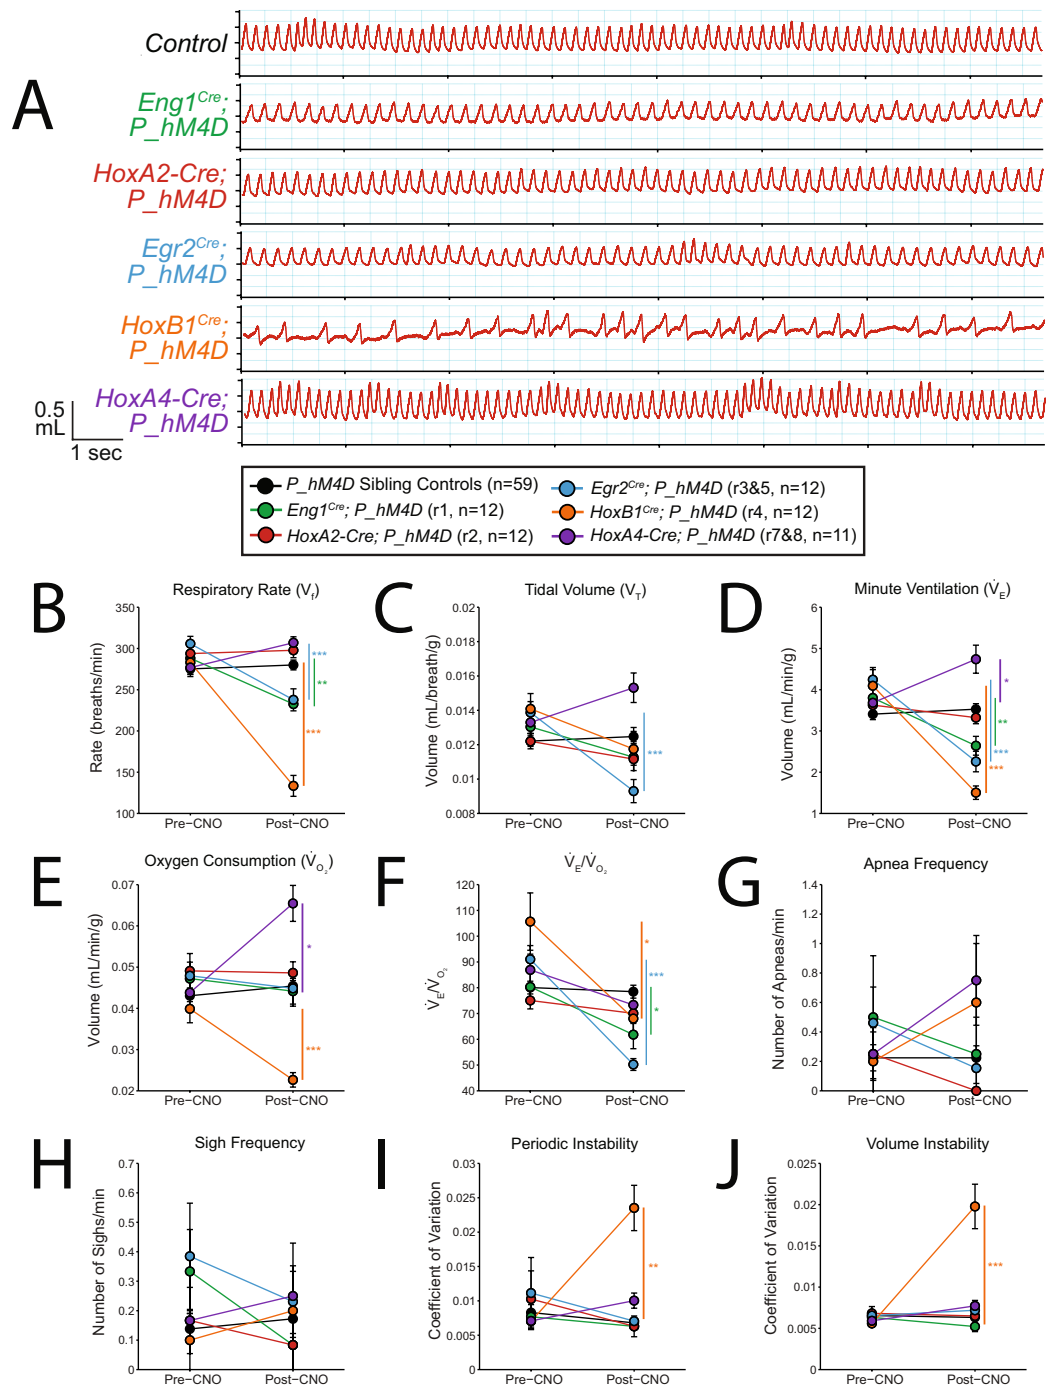 A
Control
Eng1Cre;
P_hM4D
HoxA2-Cre;
P_hM4D
Egr2Cre;
P_hM4D
HoxB1Cre;
P_hM4D
HoxA4-Cre;
P_hM4D
0.5
mL
1 sec
P_hM4D Sibling Controls (n=59)
Eng1Cre; P_hM4D (r1, n=12)
HoxA2-Cre; P_hM4D (r2, n=12)
Egr2Cre; P_hM4D (r3&5, n=12)
HoxB1Cre; P_hM4D (r4, n=12)
HoxA4-Cre; P_hM4D (r7&8, n=11)
B
Respiratory Rate (Vf)
Rate (breaths/min)
350
300
250
200
150
100
Pre−CNO
Post−CNO
***
**
***
C
Tidal Volume (VT)
Volume (mL/breath/g)
0.02
0.018
0.016
0.014
0.012
0.01
0.008
Pre−CNO
Post−CNO
***
D
Minute Ventilation (V̇E)
Volume (mL/min/g)
6
5
4
3
2
1
Pre−CNO
Post−CNO
*
**
***
***
E
Oxygen Consumption (V̇O2)
Volume (mL/min/g)
0.07
0.06
0.05
0.04
0.03
0.02
Pre−CNO
Post−CNO
*
***
F
V̇E/V̇O2
V̇E/V̇O2
120
110
100
90
80
70
60
50
40
Pre−CNO
Post−CNO
*
***
*
G
Apnea Frequency
Number of Apneas/min
1.4
1.2
1
0.8
0.6
0.4
0.2
0
Pre−CNO
Post−CNO
H
Sigh Frequency
Number of Sighs/min
0.7
0.6
0.5
0.4
0.3
0.2
0.1
0
Pre−CNO
Post−CNO
I
Periodic Instability
Coefficient of Variation
0.03
0.025
0.02
0.015
0.01
0.005
0
Pre−CNO
Post−CNO
**
J
Volume Instability
Coefficient of Variation
0.025
0.02
0.015
0.01
0.005
0
Pre−CNO
Post−CNO
***